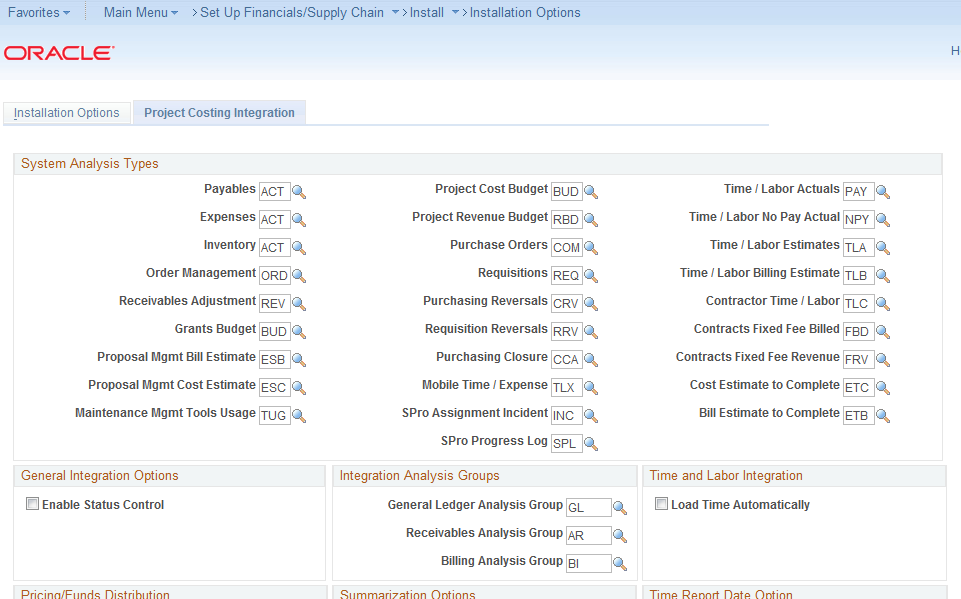 Favorites Main Menu > Set Up Financials/Supply Chain > Install > Installation Options
ORACLE
H
Installation Options Project Costing Integration
System Analysis Types
Payables ACT Project Cost Budget BUD Time / Labor Actuals PAY
Expenses ACT Project Revenue Budget RBD Time / Labor No Pay Actual NPY
Inventory ACT Purchase Orders COM Time / Labor Estimates TLA
Order Management ORD Requisitions REQ Time / Labor Billing Estimate TLB
Receivables Adjustment REV Purchasing Reversals CRV Contractor Time / Labor TLC
Grants Budget BUD Requisition Reversals RRV Contracts Fixed Fee Billed FBD
Proposal Mgmt Bill Estimate ESB Purchasing Closure CCA Contracts Fixed Fee Revenue FRV
Proposal Mgmt Cost Estimate ESC Mobile Time / Expense TLX Cost Estimate to Complete ETC
Maintenance Mgmt Tools Usage TUG SPro Assignment Incident INC Bill Estimate to Complete ETB
SPro Progress Log SPL
General Integration Options Integration Analysis Groups Time and Labor Integration
Enable Status Control General Ledger Analysis Group GL Load Time Automatically
Receivables Analysis Group AR
Billing Analysis Group BI
Pricing/Funds Distribution Summarization Options Time Report Date Option